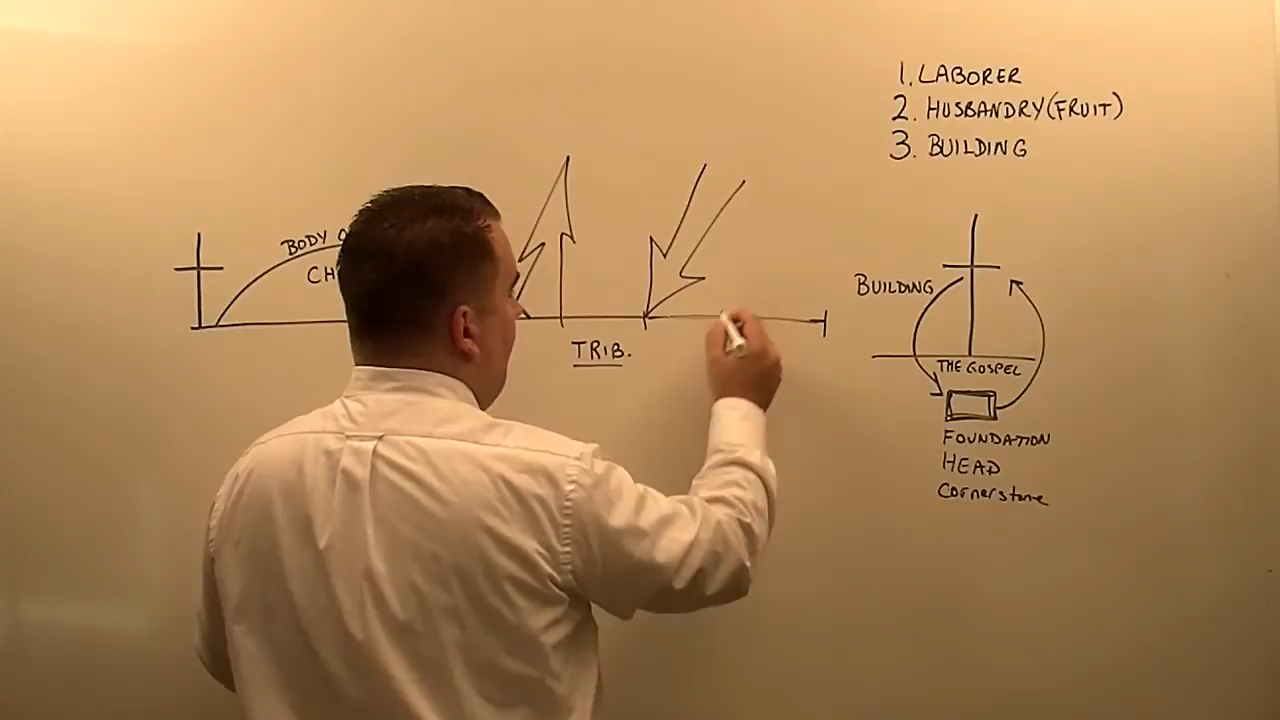 1. LABORER
2. HUSBANDRY (FRUIT)
3. BUILDING
BODY O
CH
TRIB.
BUILDING
THE GOSPEL
FOUNDATION
HEAD
Cornerstone